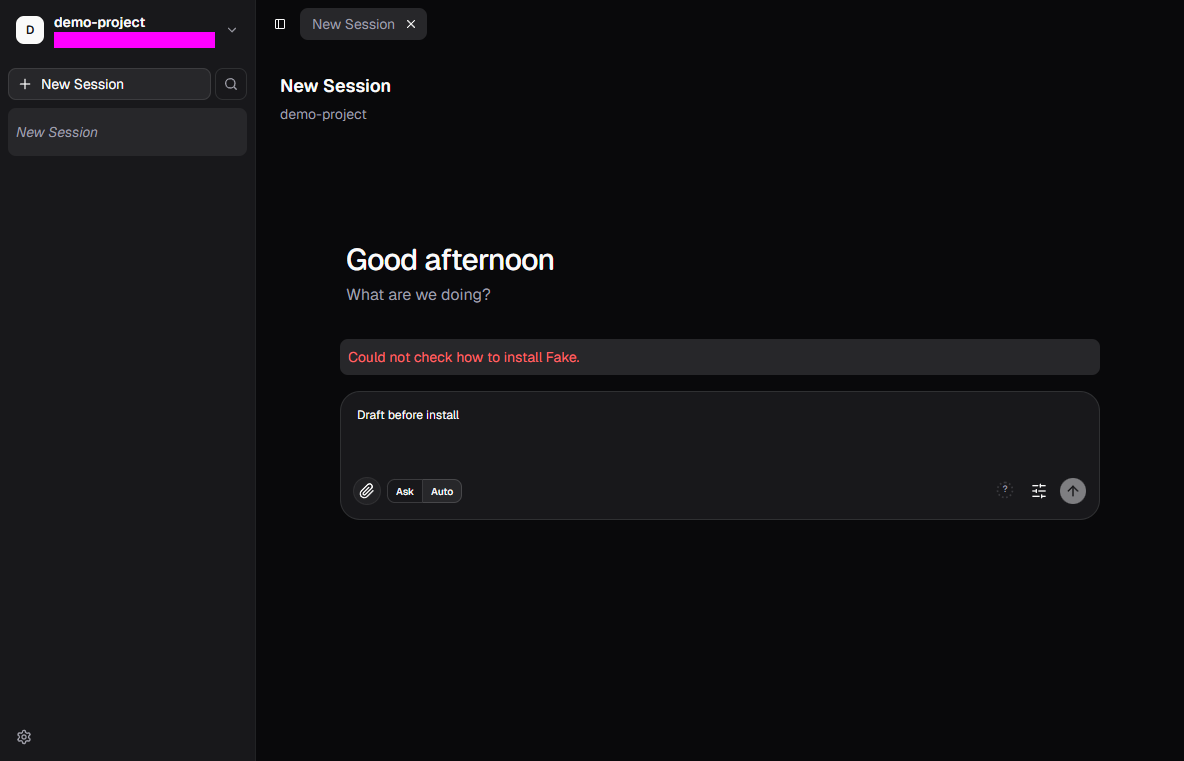 D
demo-project
New Session
New Session
New Session
New Session
demo-project
Good afternoon
What are we doing?
Could not check how to install Fake.
Draft before install
Ask
Auto
?